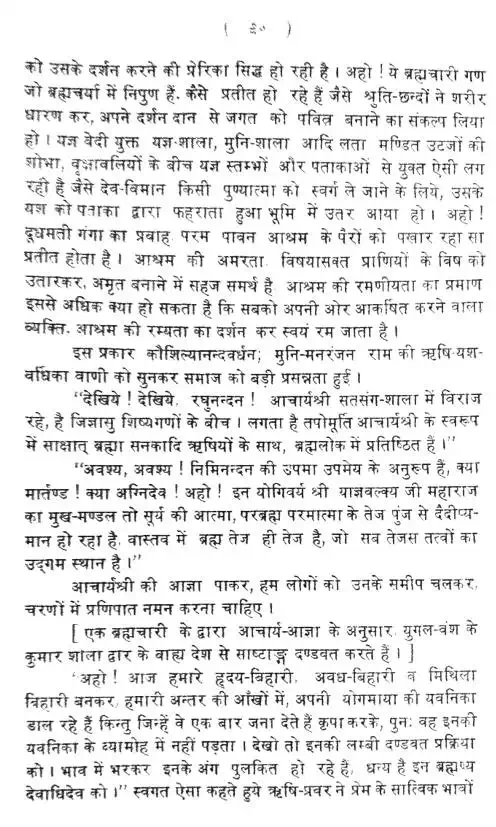 ( ६० )
को उसके दर्शन करने की प्रेरिका सिद्ध हो रही है । अहो ! ये ब्रह्मचारी गण
जो ब्रह्मचर्या में निपुण हैं. कैसे प्रतीत हो रहे हैं जैसे श्रुति-छन्दों ने शरीर
धारण कर, अपने दर्शन दान से जगत को पवित्र बनाने का संकल्प लिया
हो । यज्ञ वेदी युक्त यज्ञ-शाला, मुनि-शाला आदि लता मण्डित उटजों की
शोभा, वृक्षावलियों के बीच यज्ञ स्तम्भों और पताकाओं से युक्त ऐसी लग
रही है जैसे देव-विमान किसी पुण्यात्मा को स्वर्ग ले जाने के लिये, उसके
यश को पताका द्वारा फहराता हुआ भूमि में उतर आया हो । अहो !
दूधमती गंगा का प्रवाह परम पावन आश्रम के पैरों को पखार रहा सा
प्रतीत होता है । आश्रम की अमरता विषयासक्त प्राणियों के विष को
उतारकर, अमृत बनाने में सहज समर्थ है आश्रम की रमणीयता का प्रमाण
इससे अधिक क्या हो सकता है कि सबको अपनी ओर आकर्षित करने वाला
व्यक्ति- आश्रम की रम्यता का दर्शन कर स्वयं रम जाता है ।
इस प्रकार कौशिल्यानन्दवर्धन; मुनि-मनरंजन राम की ऋषि-यश-
वर्धिका वाणी को सुनकर समाज को बड़ी प्रसन्नता हुई ।
"देखिये ! देखिये, रघुनन्दन ! आचार्यश्री सतसंग-शाला में विराज
रहे, है जिज्ञासु शिष्यगणों के बीच । लगता है तपोमूर्ति आचार्यश्री के स्वरूप
में साक्षात् ब्रह्मा सनकादि ऋषियों के साथ, ब्रह्मलोक में प्रतिष्ठित हैं ।"
"अवश्य, अवश्य ! निमिनन्दन की उपमा उपमेय के अनुरूप हैं, क्या
मार्तण्ड ! क्या अग्निदेव ! अहो ! इन योगिवर्य श्री याज्ञवल्क्य जी महाराज
का मुख-मण्डल तो सूर्य की आत्मा, परब्रह्म परमात्मा के तेज पुंज से दैदीप्य-
मान हो रहा है, वास्तव में ब्रह्म तेज ही तेज है, जो सब तेजस तत्वों का
उद्गम स्थान है ।"
आचार्यश्री की आज्ञा पाकर, हम लोगों को उनके समीप चलकर,
चरणों में प्रणिपात नमन करना चाहिए ।
[ एक ब्रह्मचारी के द्वारा आचार्य-आज्ञा के अनुसार, युगल-वंश के
कुमार शाला द्वार के वाह्य देश से साष्टाङ्ग दण्डवत करते हैं । ]
"अहो ! आज हमारे हृदय-बिहारी, अवध-बिहारी व मिथिला
बिहारी बनकर, हमारी अन्तर की आँखों में, अपनी योगमाया की यवनिका
डाल रहे हैं किन्तु जिन्हें वे एक बार जना देते हैं कृपा करके, पुनः वह इनकी
यवनिका के व्यामोह में नहीं पड़ता । देखो तो इनकी लम्बी दण्डवत प्रक्रिया
को । भाव में भरकर इनके अंग पुलकित हो रहे हैं, धन्य है इन ब्रह्मण्य
देवाधिदेव को ।" स्वगत ऐसा कहते हुये ऋषि-प्रवर ने प्रेम के सात्विक भावों